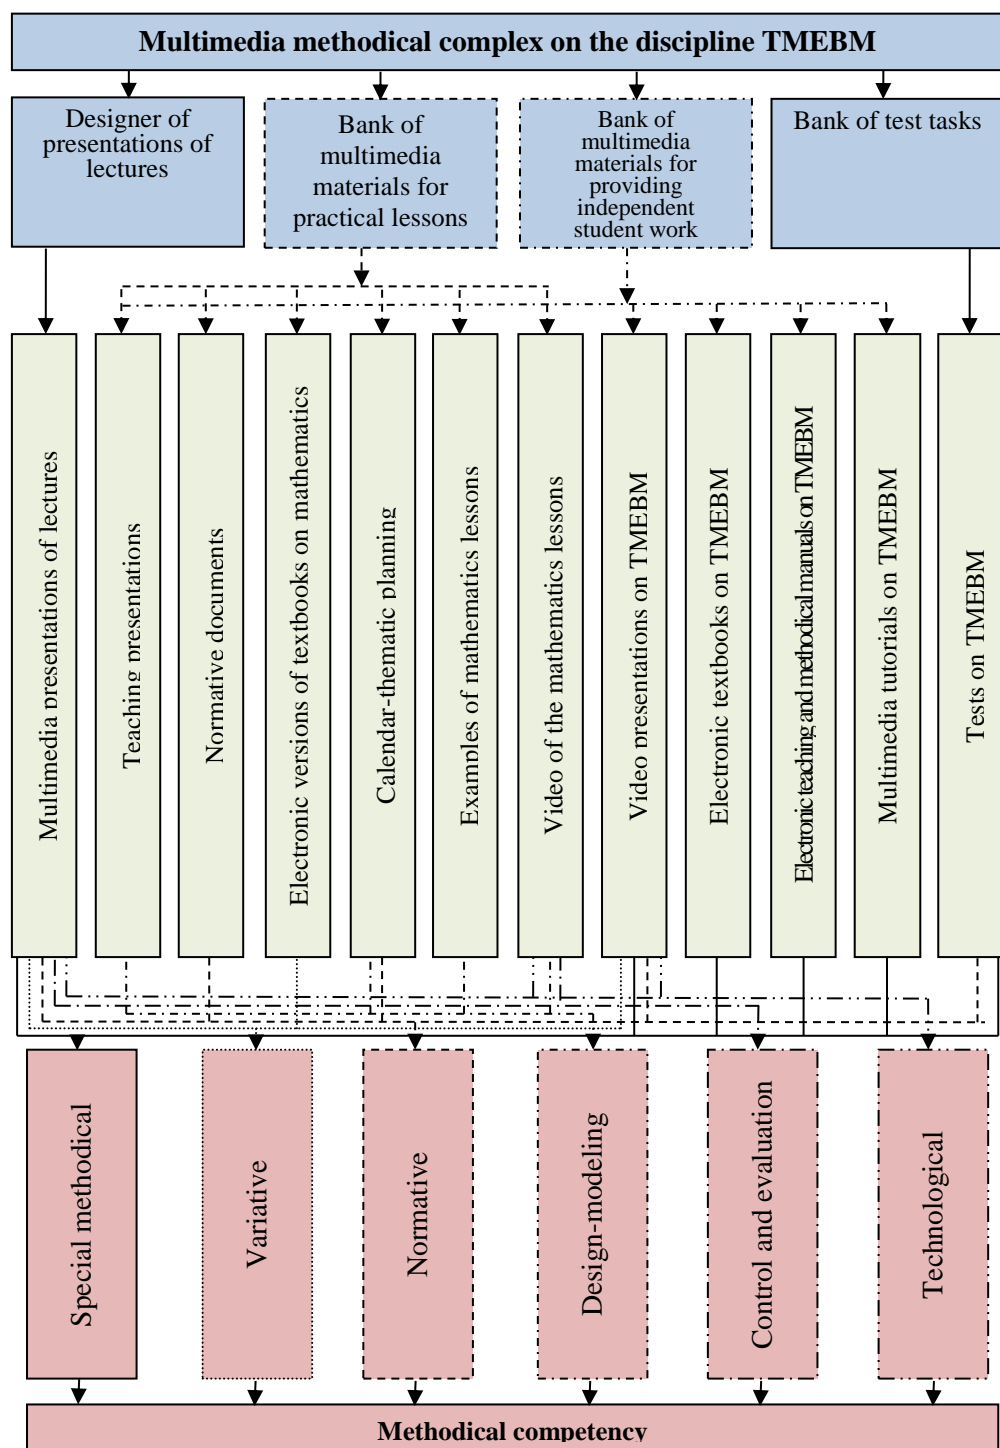 Multimedia methodical complex on the discipline TMEBM
Designer of
presentations of
lectures
Bank of
multimedia
materials for
practical lessons
Bank of
multimedia
materials for
providing
independent
student work
Bank of test tasks
Multimedia presentations of lectures
Teaching presentations
Normative documents
Electronic versions of textbooks on mathematics
Calendar-thematic planning
Examples of mathematics lessons
Video of the mathematics lessons
Video presentations on TMEBM
Electronic textbooks on TMEBM
Electronic teaching and methodical manuals on TMEBM
Multimedia tutorials on TMEBM
Tests on TMEBM
Special methodical
Variative
Normative
Design-modeling
Control and evaluation
Technological
Methodical competency